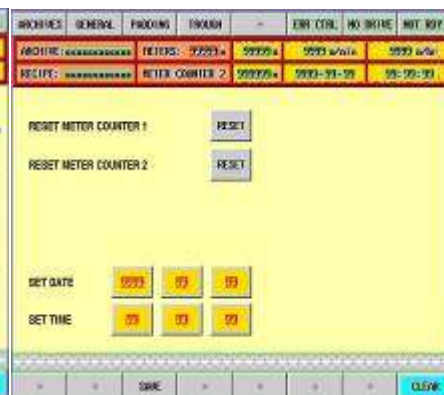 ARCHIVES GENERAL PADDING TROUGH - ERR CTRL NO DRIVE NOT RDY
ARCHIVE: METERS: 99999m 99999m 9999 m/min 9999 m/hr
RECIPE: METER COUNTER 2 999999m 9999-99-99 99:99:99
RESET METER COUNTER 1 RESET
RESET METER COUNTER 2 RESET
SET DATE 9999 99 99
SET TIME 99 99 99
SAVE CLEAR